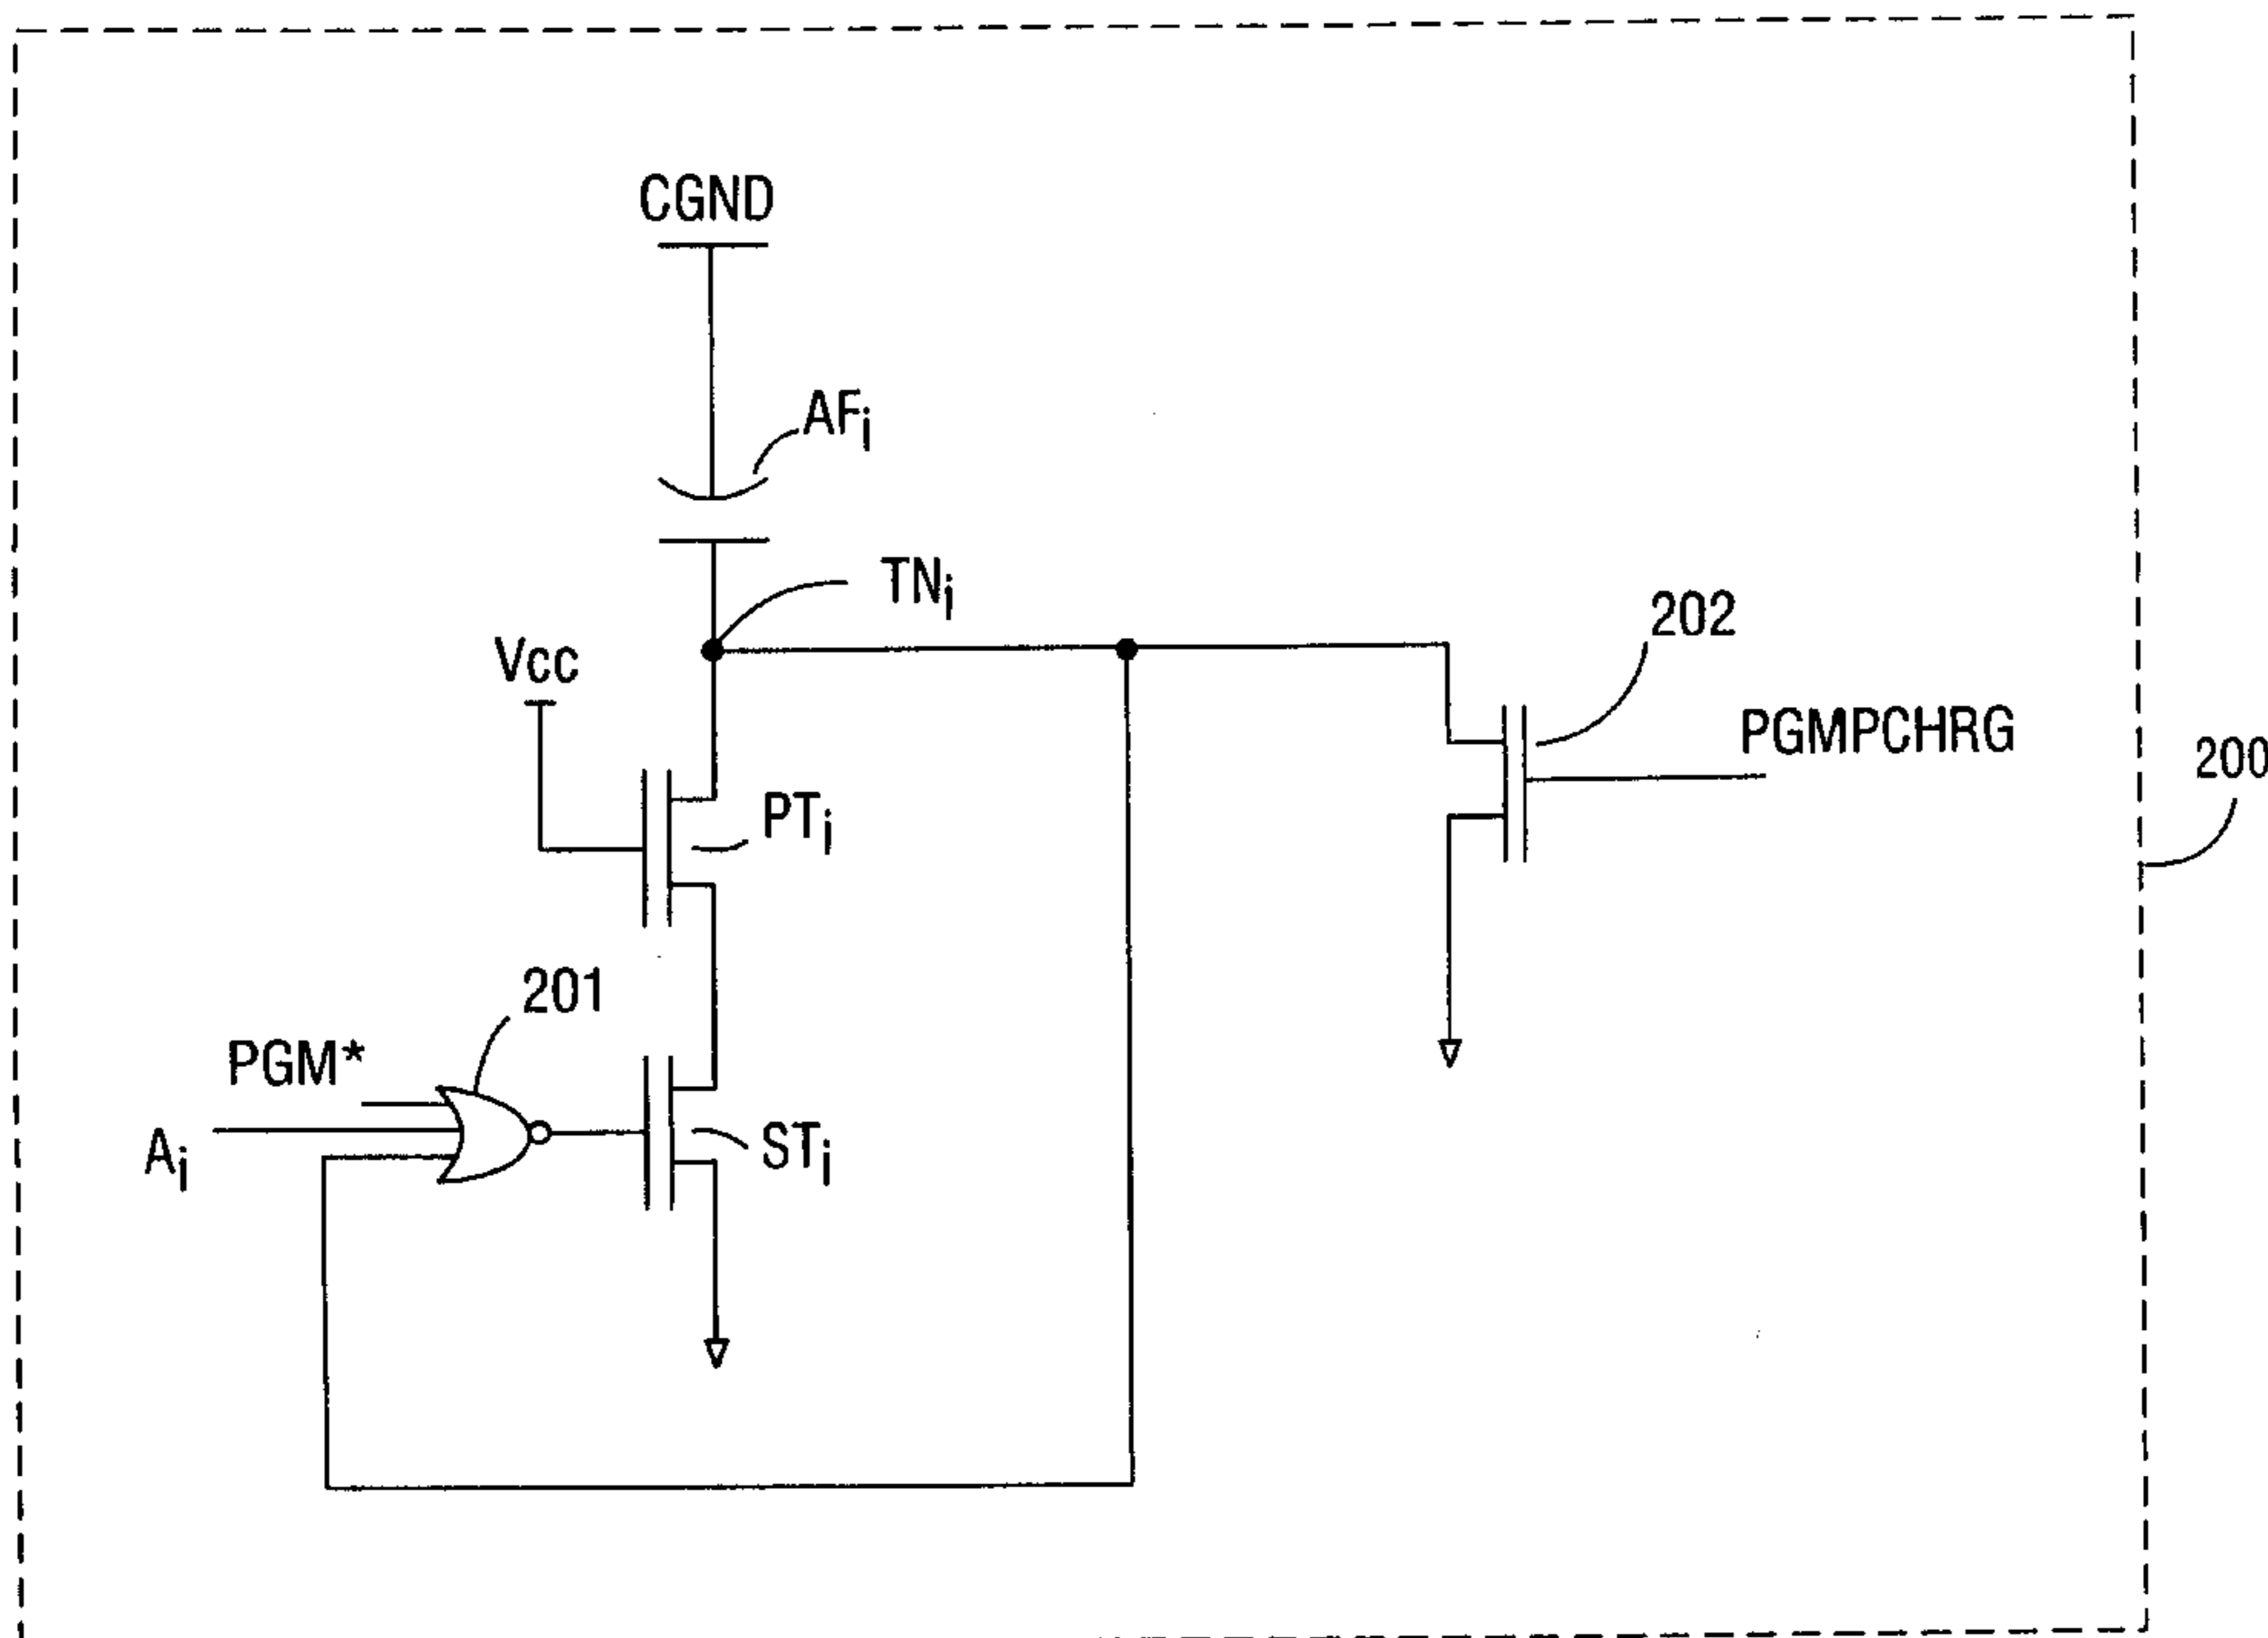 CGND
AFi
TNi
Vcc
202
PGMPCHRG
200
PTi
201
PGM*
Ai
STi